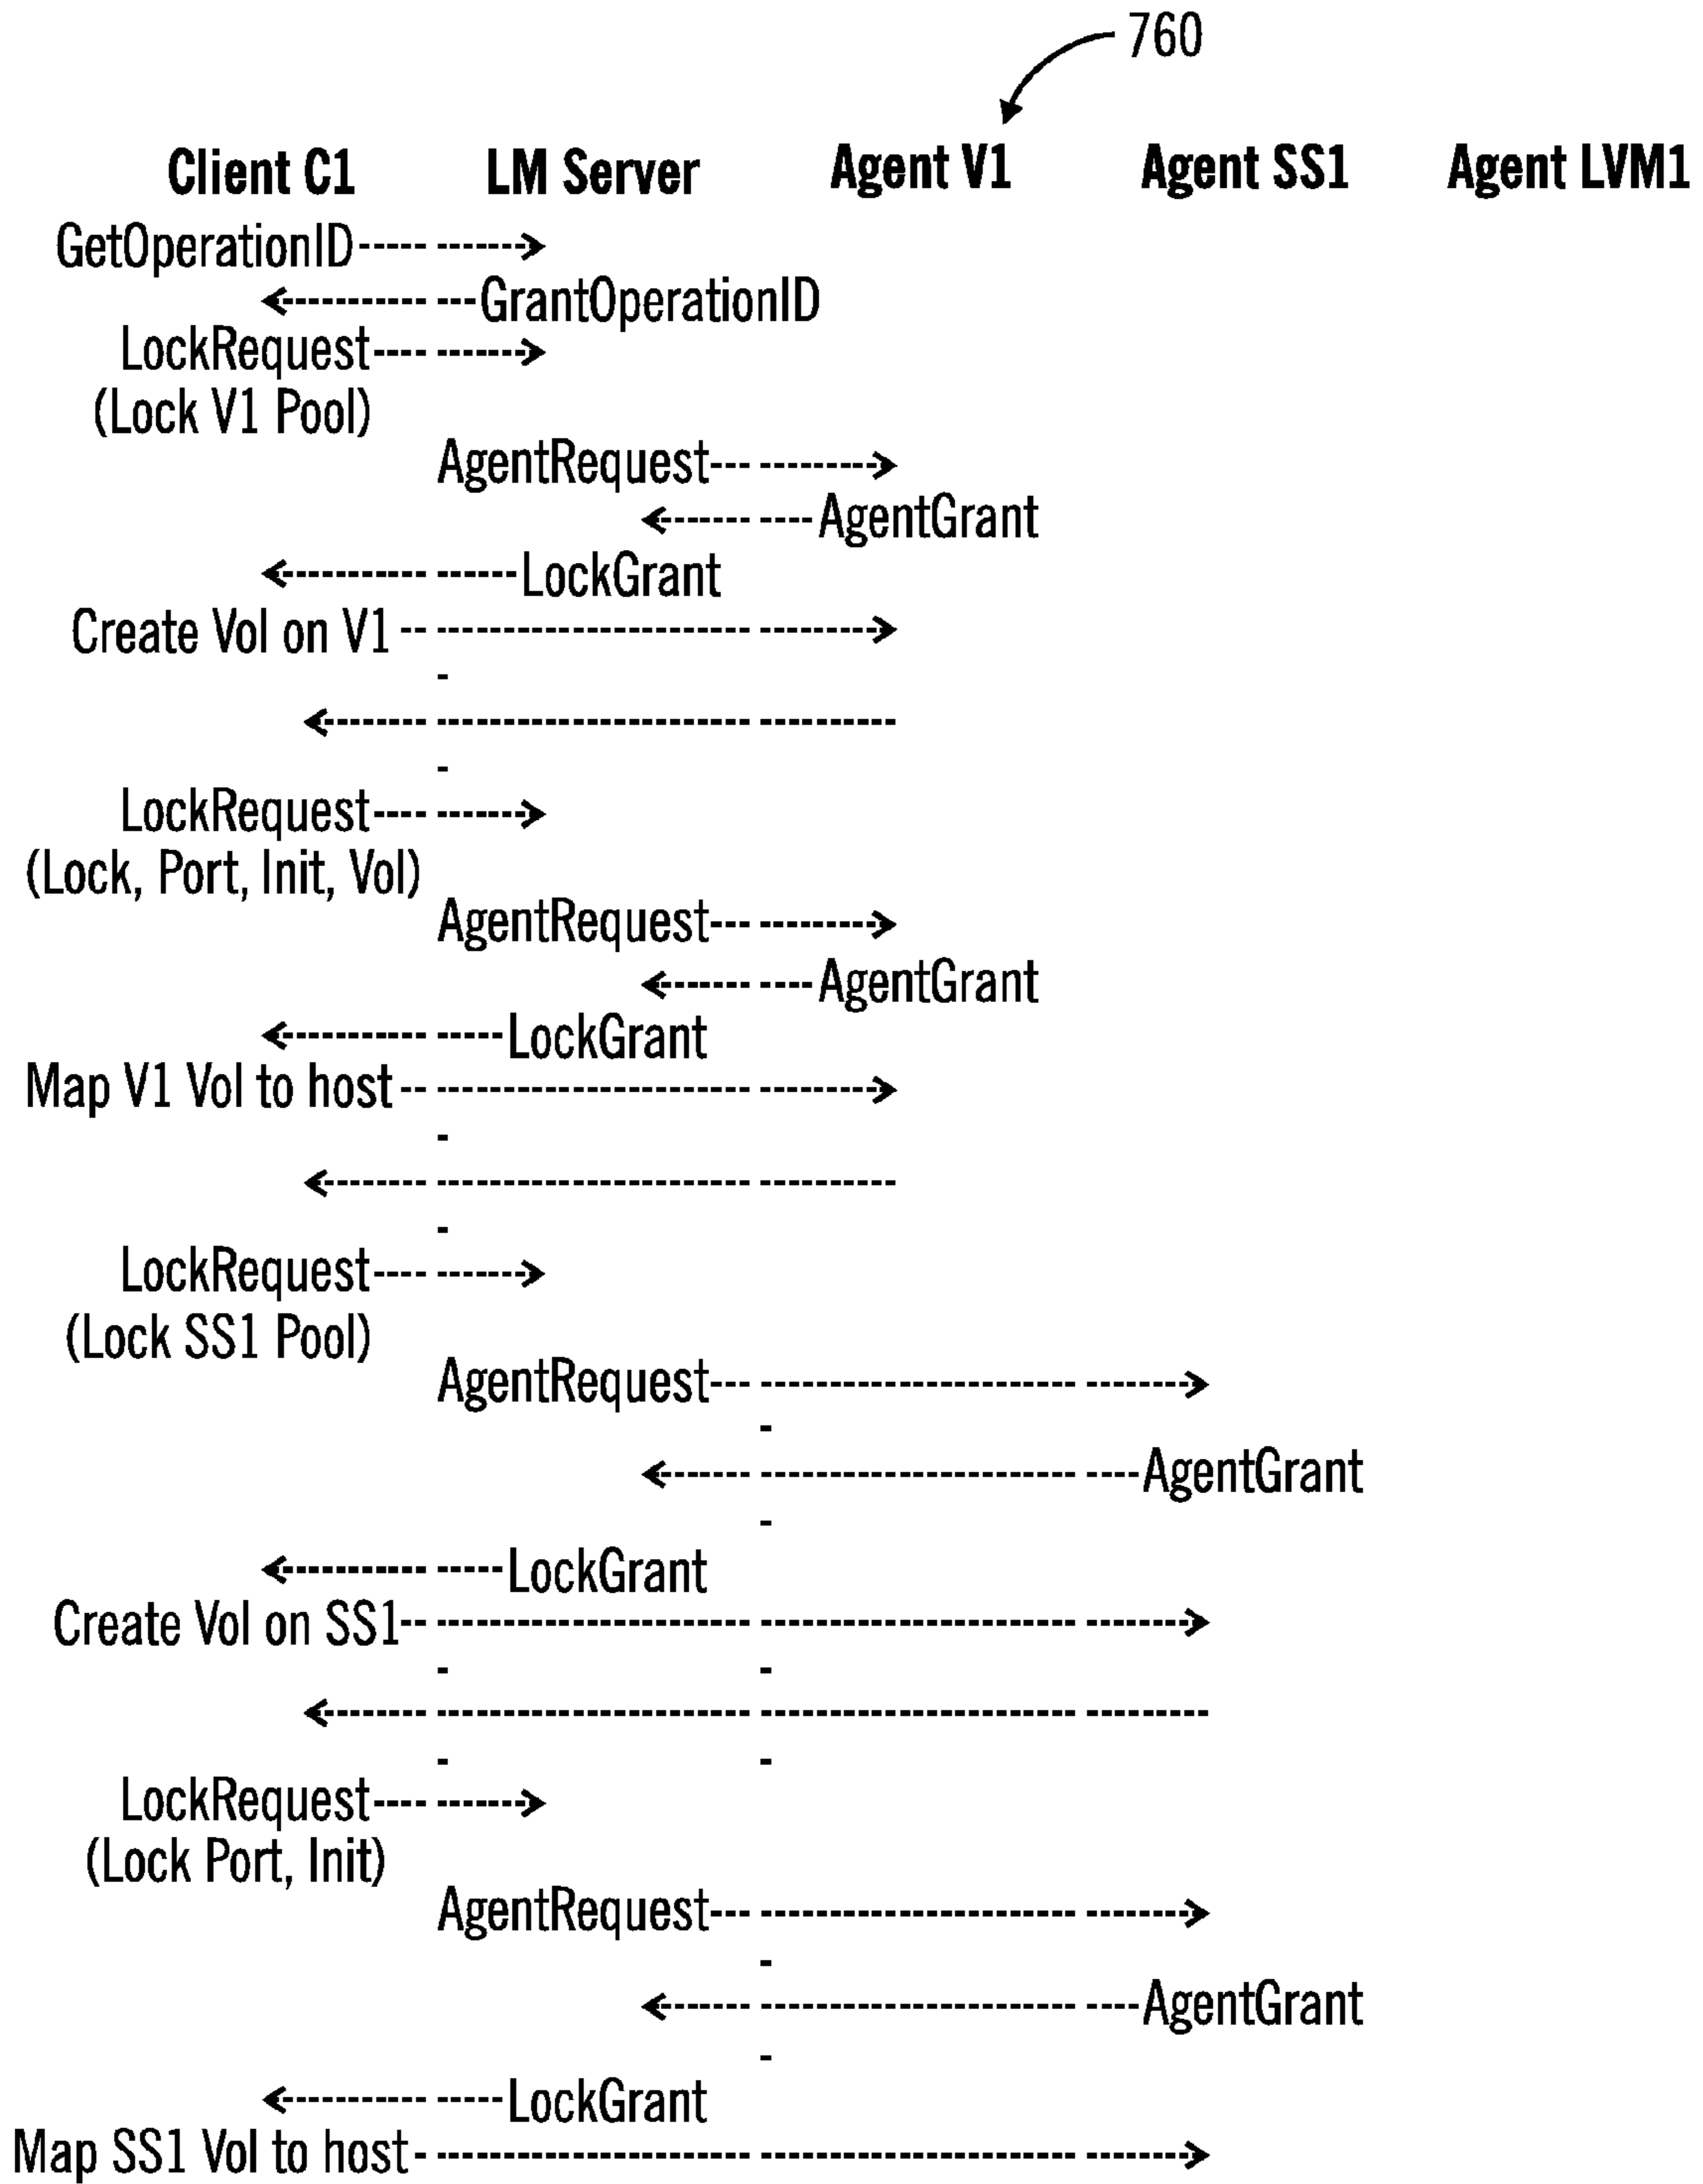 760
Client C1 LM Server Agent V1 Agent SS1 Agent LVM1
GetOperationID
GrantOperationID
LockRequest
(Lock V1 Pool)
AgentRequest
AgentGrant
LockGrant
Create Vol on V1
LockRequest
(Lock, Port, Init, Vol)
AgentRequest
AgentGrant
LockGrant
Map V1 Vol to host
LockRequest
(Lock SS1 Pool)
AgentRequest
AgentGrant
LockGrant
Create Vol on SS1
LockRequest
(Lock Port, Init)
AgentRequest
AgentGrant
LockGrant
Map SS1 Vol to host